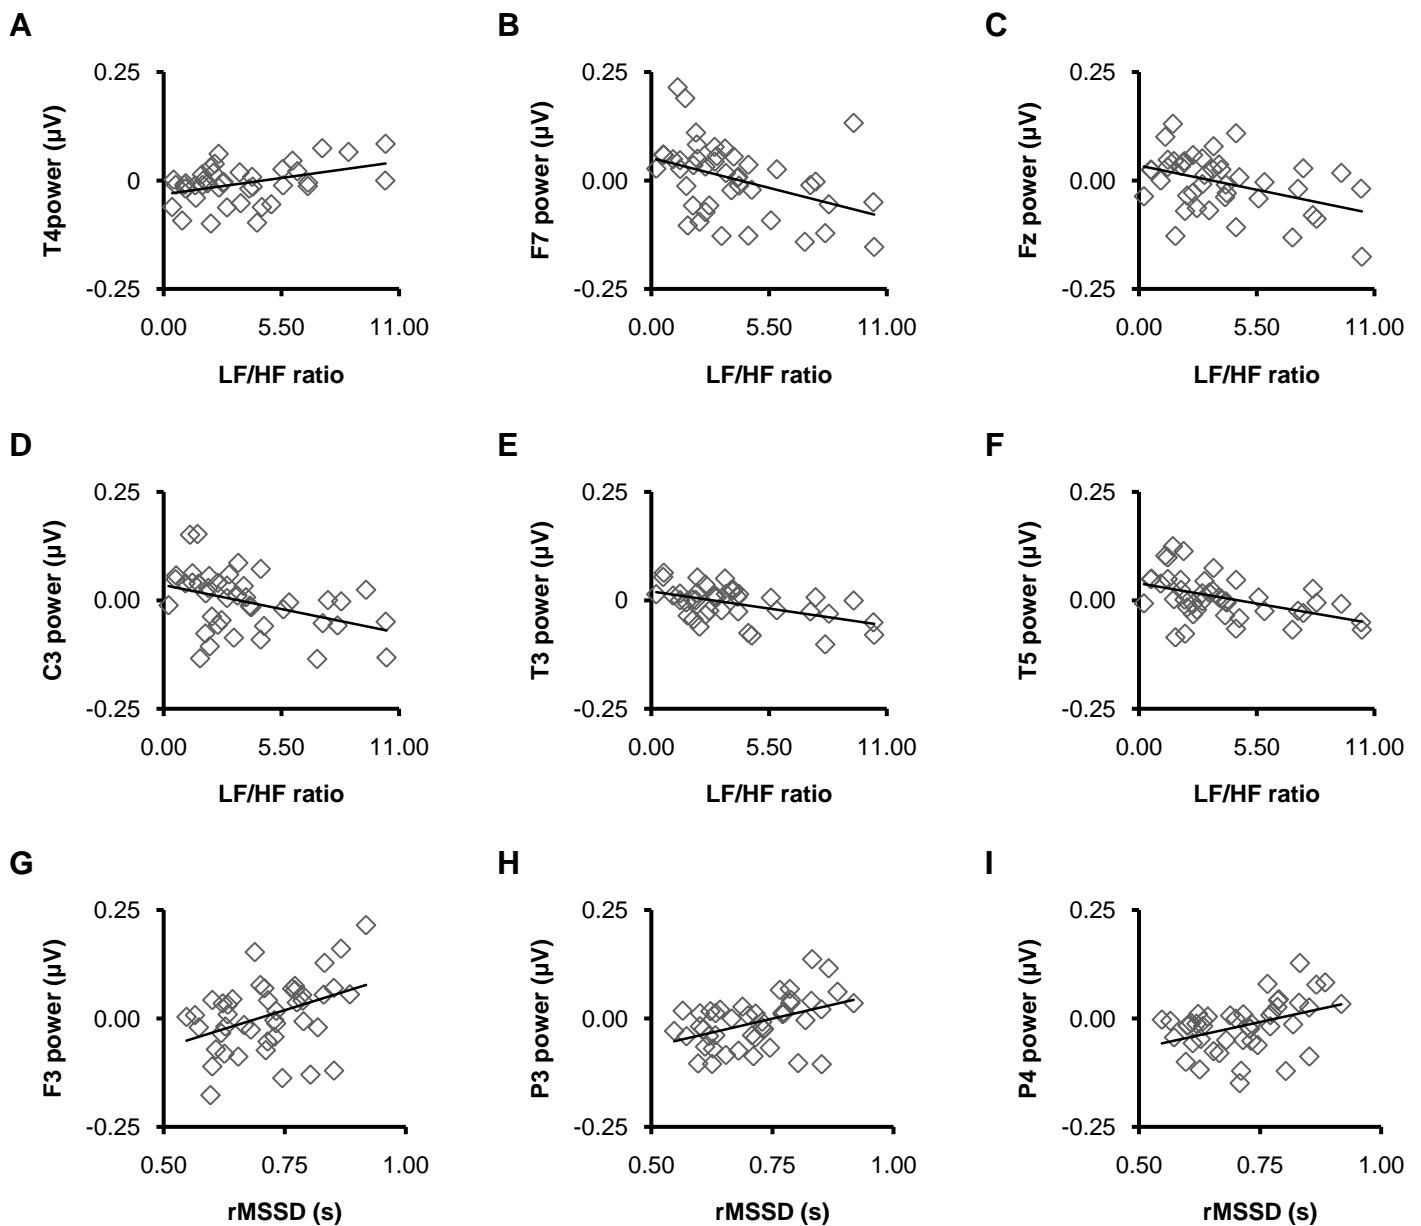 A
B
C
0.25
0
-0.25
T4power (µV)
0.00
5.50
11.00
LF/HF ratio
0.25
0.00
-0.25
F7 power (µV)
0.00
5.50
11.00
LF/HF ratio
0.25
0.00
-0.25
Fz power (µV)
0.00
5.50
11.00
LF/HF ratio
D
E
F
0.25
0.00
-0.25
C3 power (µV)
0.00
5.50
11.00
LF/HF ratio
0.25
0
-0.25
T3 power (µV)
0.00
5.50
11.00
LF/HF ratio
0.25
0.00
-0.25
T5 power (µV)
0.00
5.50
11.00
LF/HF ratio
G
H
I
0.25
0.00
-0.25
F3 power (µV)
0.50
0.75
1.00
rMSSD (s)
0.25
0.00
-0.25
P3 power (µV)
0.50
0.75
1.00
rMSSD (s)
0.25
0.00
-0.25
P4 power (µV)
0.50
0.75
1.00
rMSSD (s)